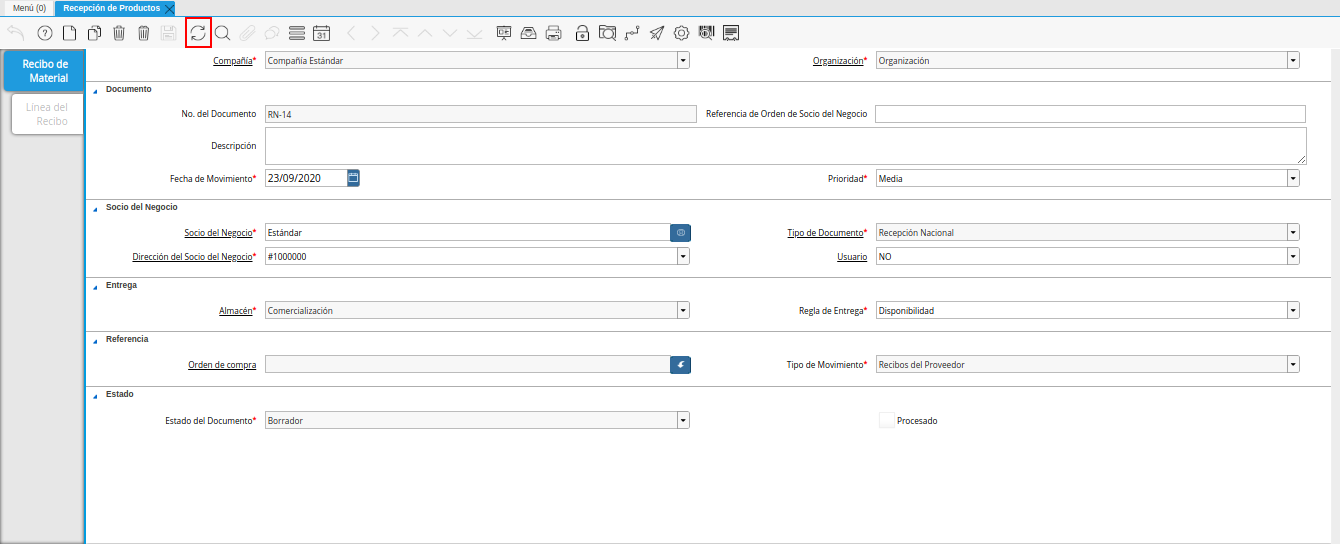 Menú (0) Recepción de Productos
31
Recibo de
Material
Línea del
Recibo
Compañía* Compañía Estándar Organización* Organización
Documento
No. del Documento RN-14 Referencia de Orden de Socio del Negocio
Descripción
Fecha de Movimiento* 23/09/2020 Prioridad* Media
Socio del Negocio
Socio del Negocio* Estándar Tipo de Documento* Recepción Nacional
Dirección del Socio del Negocio* #1000000 Usuario NO
Entrega
Almacén* Comercialización Regla de Entrega* Disponibilidad
Referencia
Orden de compra Tipo de Movimiento* Recibos del Proveedor
Estado
Estado del Documento* Borrador Procesado